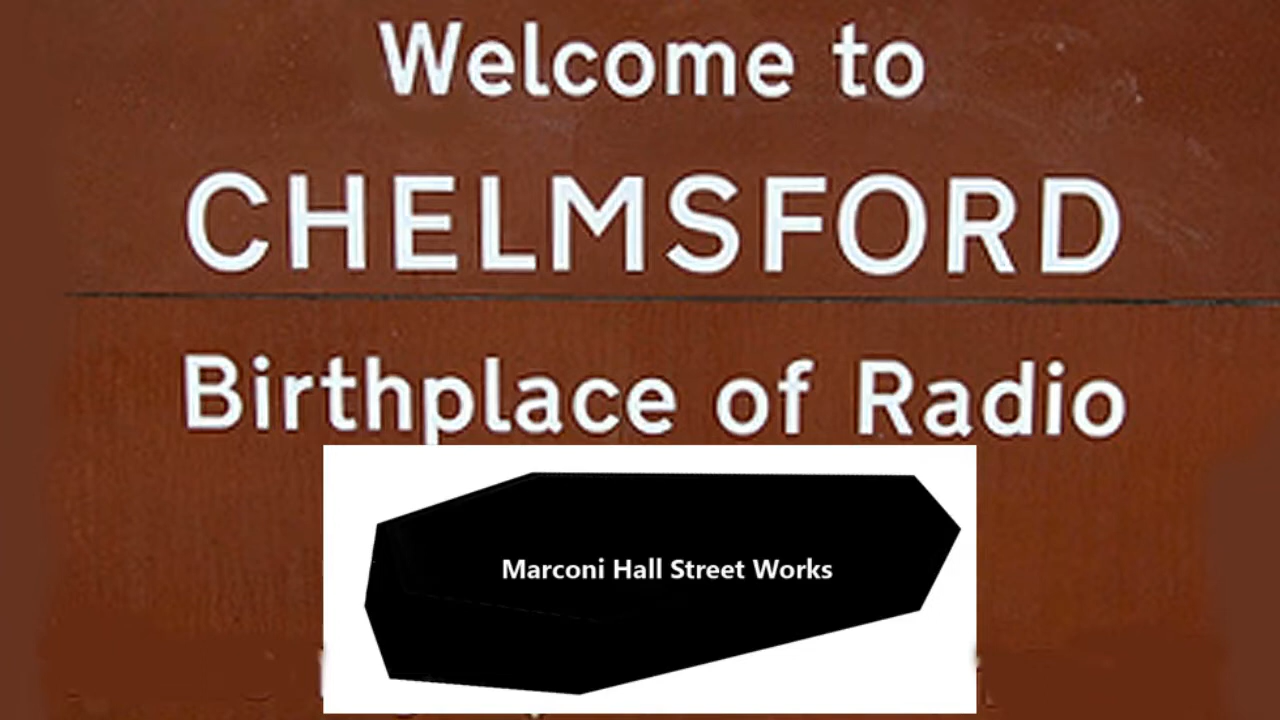 Welcome to
CHELMSFORD
Birthplace of Radio
Marconi Hall Street Works